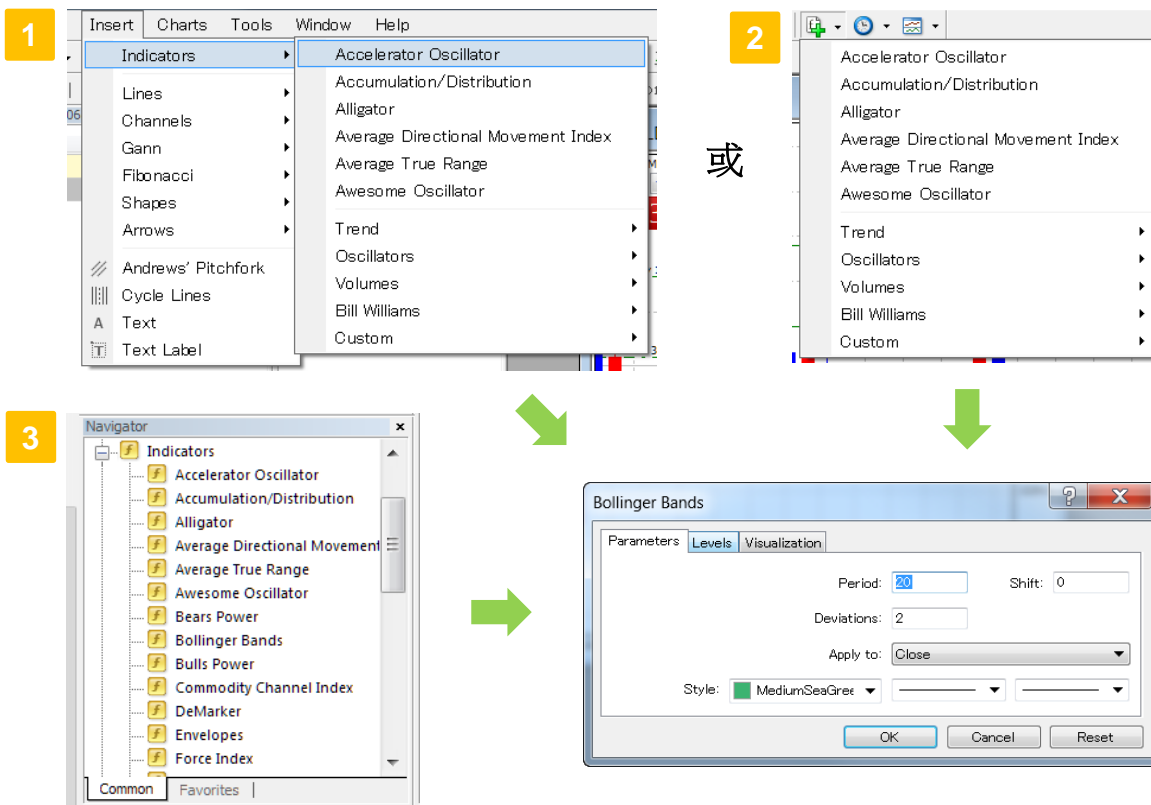 1
Insert Charts Tools Window Help
Indicators
Lines
Channels
Gann
Fibonacci
Shapes
Arrows
Andrews' Pitchfork
Cycle Lines
A Text
T Text Label
06
Accelerator Oscillator
Accumulation/Distribution
Alligator
Average Directional Movement Index
Average True Range
Awesome Oscillator
Trend
Oscillators
Volumes
Bill Williams
Custom
或
2
Accelerator Oscillator
Accumulation/Distribution
Alligator
Average Directional Movement Index
Average True Range
Awesome Oscillator
Trend
Oscillators
Volumes
Bill Williams
Custom
3
Navigator
Indicators
Accelerator Oscillator
Accumulation/Distribution
Alligator
Average Directional Movement
Average True Range
Awesome Oscillator
Bears Power
Bollinger Bands
Bulls Power
Commodity Channel Index
DeMarker
Envelopes
Force Index
Common Favorites
Bollinger Bands
Parameters Levels Visualization
Period: 20 Shift: 0
Deviations: 2
Apply to: Close
Style: MediumSeaGree
OK Cancel Reset